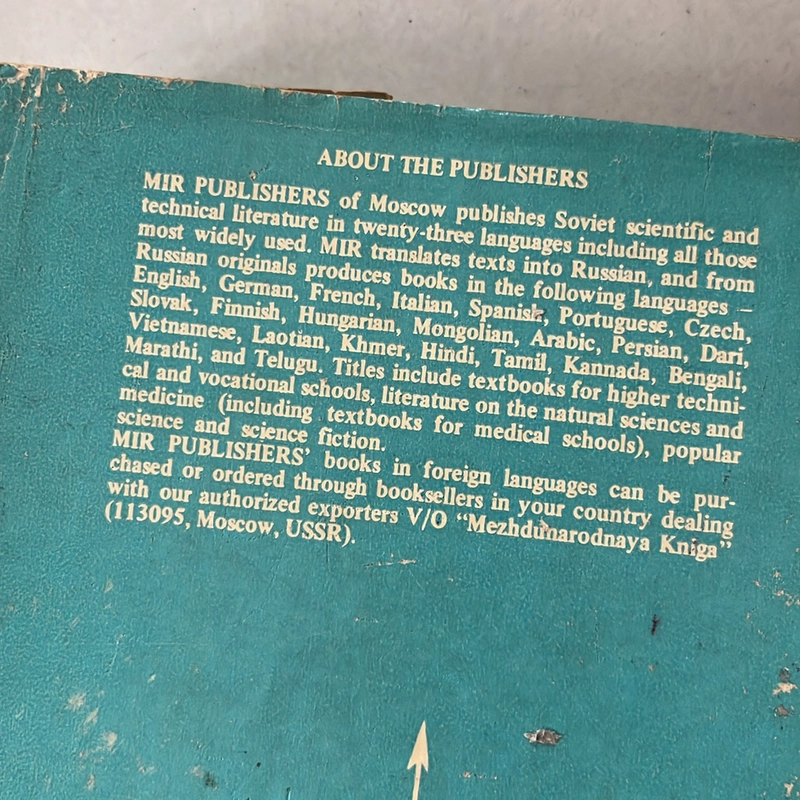 ABOUT THE PUBLISHERS
MIR PUBLISHERS of Moscow publishes Soviet scientific and
technical literature in twenty-three languages including all those
most widely used. MIR translates texts into Russian, and from
Russian originals produces books in the following languages –
English, German, French, Italian, Spanish, Portuguese, Czech,
Slovak, Finnish, Hungarian, Mongolian, Arabic, Persian, Dari,
Vietnamese, Laotian, Khmer, Hindi, Tamil, Kannada, Bengali,
Marathi, and Telugu. Titles include textbooks for higher techni-
cal and vocational schools, literature on the natural sciences and
medicine (including textbooks for medical schools), popular
science and science fiction.
MIR PUBLISHERS' books in foreign languages can be pur-
chased or ordered through booksellers in your country dealing
with our authorized exporters V/O "Mezhdunarodnaya Kniga"
(113095, Moscow, USSR).